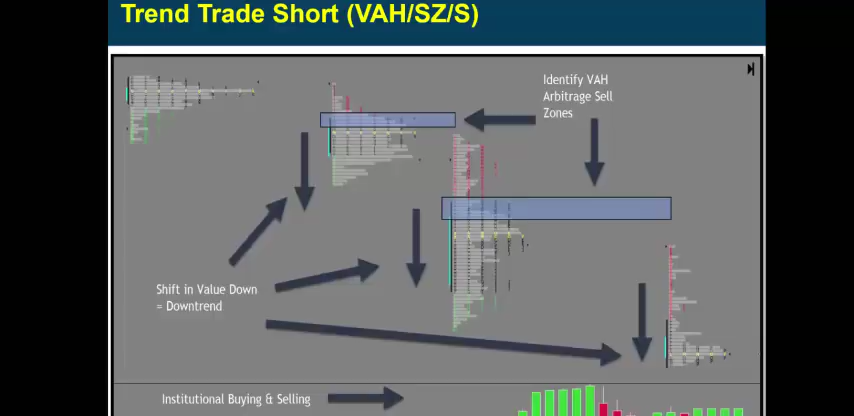 Trend Trade Short (VAH/SZ/S)
Identify VAH
Arbitrage Sell
Zones
Shift in Value Down
= Downtrend
Institutional Buying & Selling